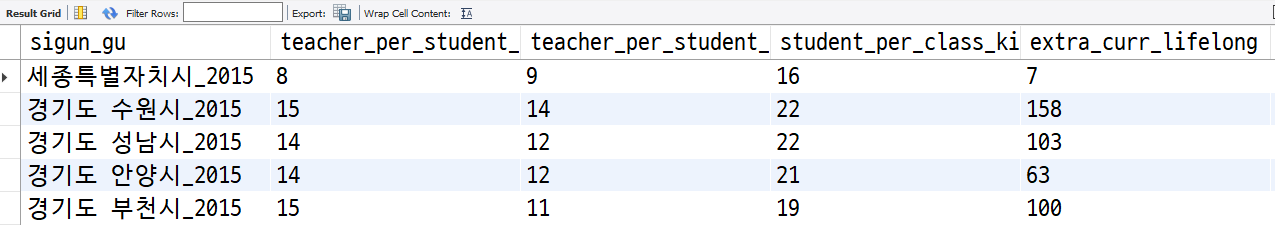 Result Grid Filter Rows: Export: Wrap Cell Content:
sigun_gu teacher_per_student_ teacher_per_student_ student_per_class_ki extra_curr_lifelong
세종특별자치시_2015 8 9 16 7
경기도 수원시_2015 15 14 22 158
경기도 성남시_2015 14 12 22 103
경기도 안양시_2015 14 12 21 63
경기도 부천시_2015 15 11 19 100